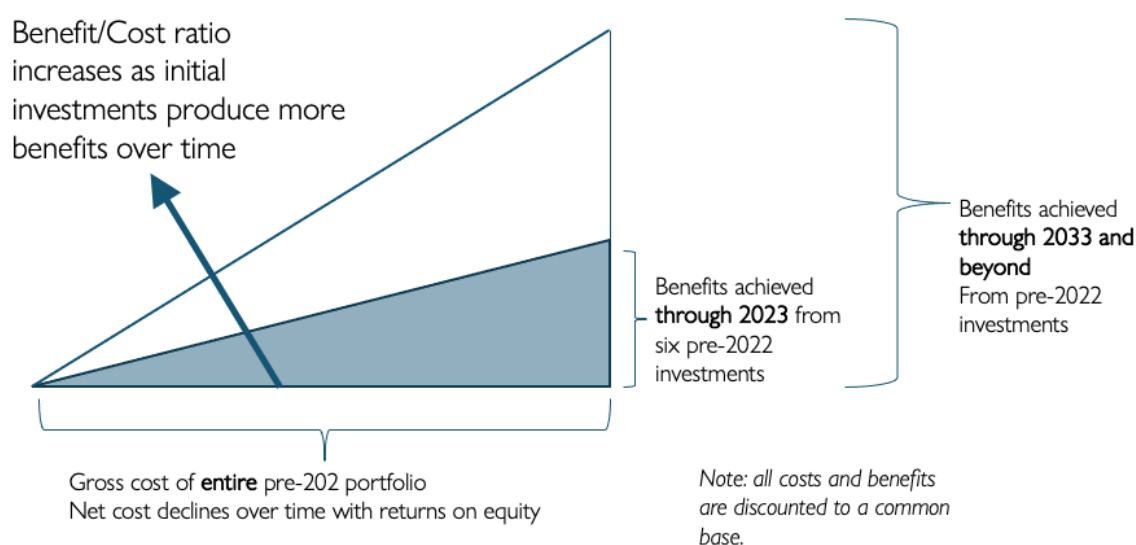 Benefit/Cost ratio
increases as initial
investments produce more
benefits over time
Benefits achieved
through 2033 and
beyond
From pre-2022
investments
Benefits achieved
through 2023 from
six pre-2022
investments
Gross cost of entire pre-202 portfolio
Net cost declines over time with returns on equity
Note: all costs and benefits
are discounted to a common
base.